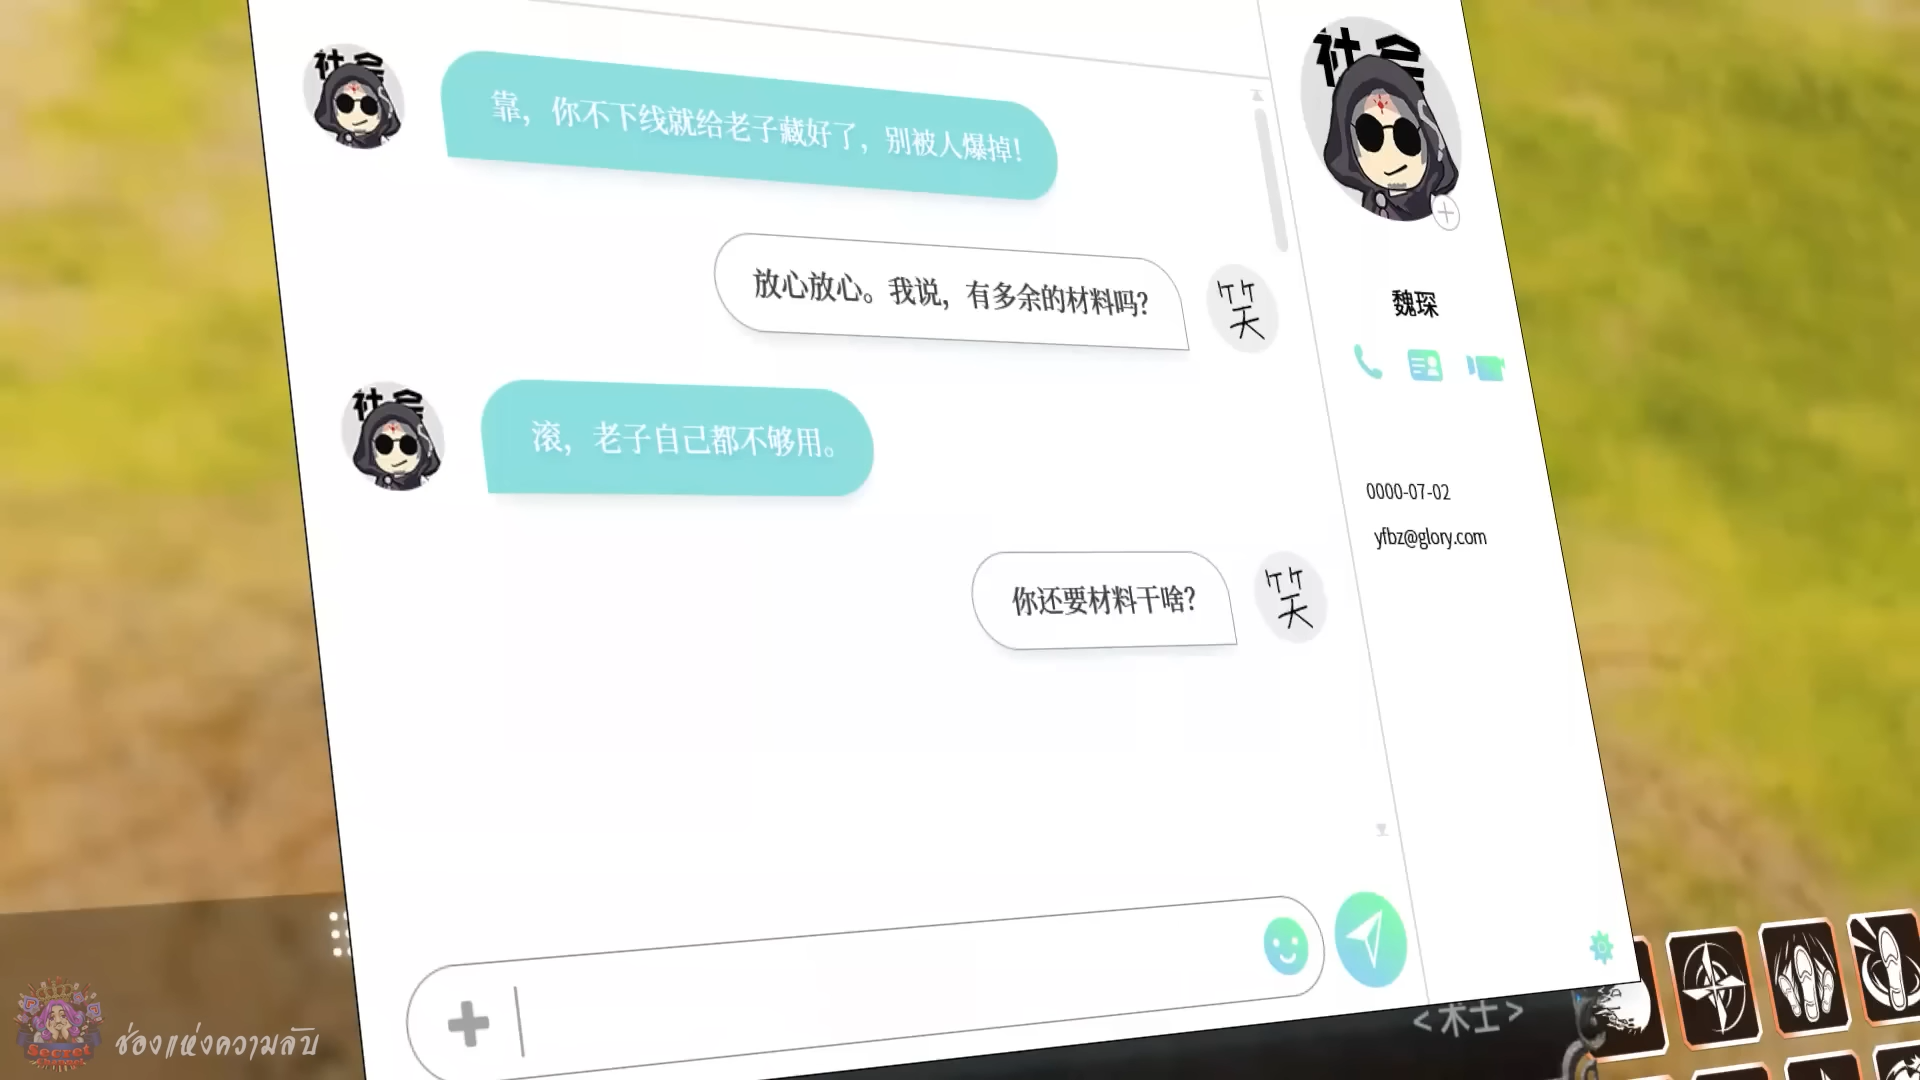 社会
靠，你不下线就给老子藏好了，别被人爆掉！
放心放心。我说，有多余的材料吗？
笑
社会
滚，老子自己都不够用。
你还要材料干啥？
笑
社会
魏琛
0000-07-02
yfbz@glory.com
<术士>
Secret
Channel
ช่องแห่งความลับ